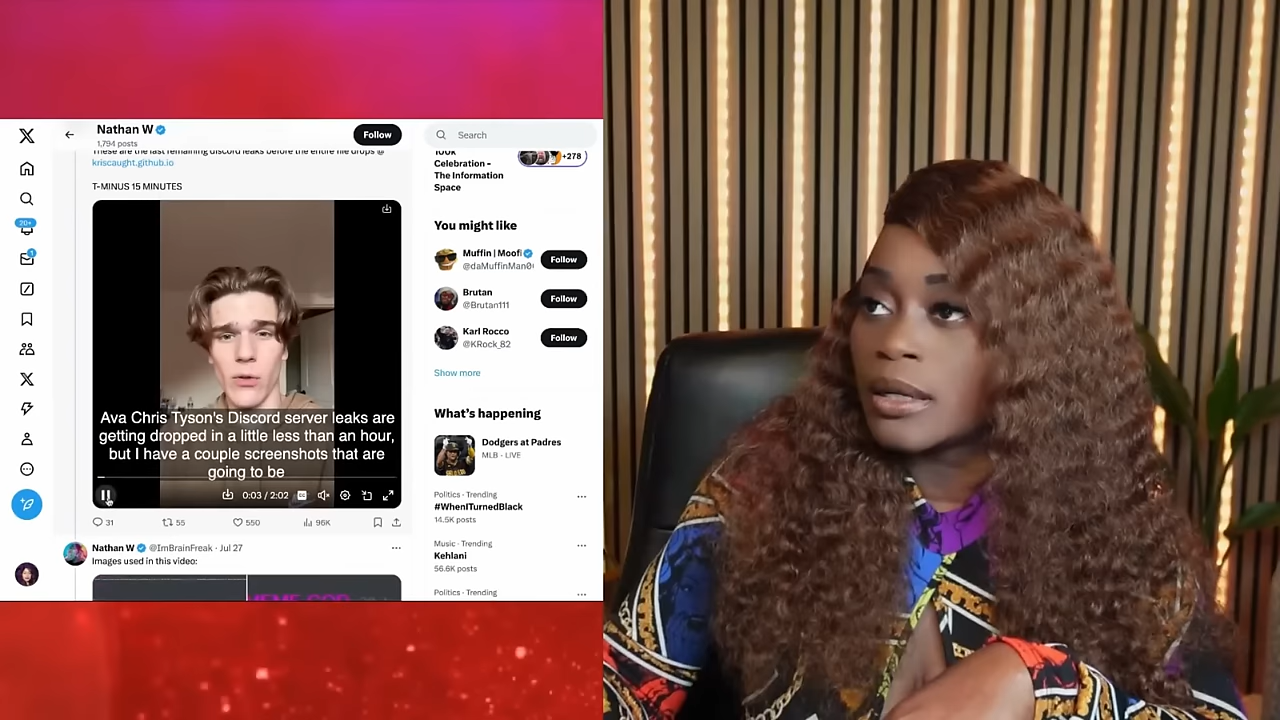 Nathan W
1,794 posts
Follow
Search
These are the last remaining discord leaks before the entire file drops @
kriscaught.github.io
T-MINUS 15 MINUTES
Ava Chris Tyson's Discord server leaks are
getting dropped in a little less than an hour,
but I have a couple screenshots that are
going to be
0:03 / 2:02
31
55
550
96K
Nathan W @ImBrainFreak · Jul 27
Images used in this video:
100k
Celebration -
The Information
Space
+278
You might like
Muffin | Moofi
@daMuffinMan0
Follow
Brutan
@Brutan111
Follow
Karl Rocco
@KRock_82
Follow
Show more
What's happening
Dodgers at Padres
MLB · LIVE
Politics · Trending
#WhenITurnedBlack
14.5K posts
Music · Trending
Kehlani
56.6K posts
Politics · Trending
20+
1